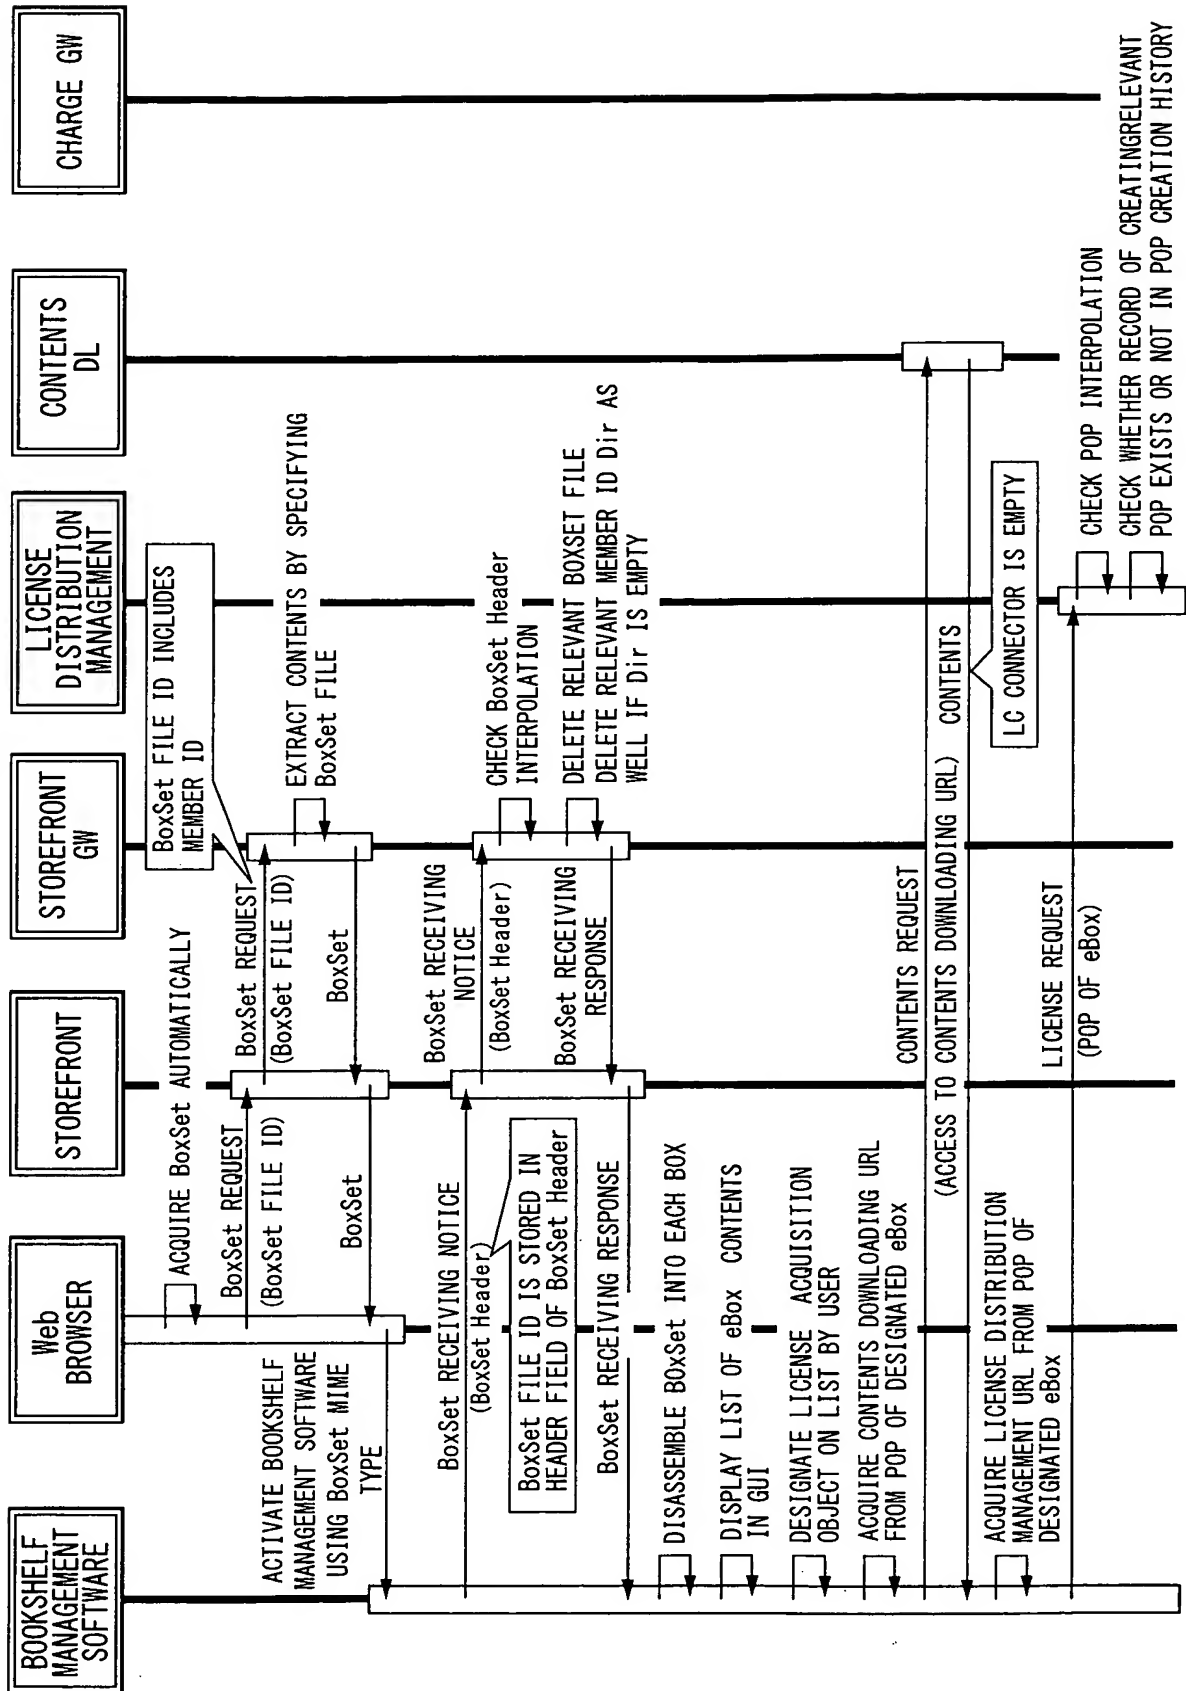 BOOKSHELF
MANAGEMENT
SOFTWARE
Web
BROWSER
STOREFRONT
STOREFRONT
GW
LICENSE
DISTRIBUTION
MANAGEMENT
CONTENTS
DL
CHARGE GW
ACQUIRE BoxSet AUTOMATICALLY
BoxSet FILE ID INCLUDES
MEMBER ID
BoxSet REQUEST
(BoxSet FILE ID)
BoxSet REQUEST
(BoxSet FILE ID)
EXTRACT CONTENTS BY SPECIFYING
BoxSet FILE
BoxSet
BoxSet
ACTIVATE BOOKSHELF
MANAGEMENT SOFTWARE
USING BoxSet MIME
TYPE
BoxSet RECEIVING NOTICE
(BoxSet Header)
BoxSet FILE ID IS STORED IN
HEADER FIELD OF BoxSet Header
BoxSet RECEIVING
NOTICE
(BoxSet Header)
CHECK BoxSet Header
INTERPOLATION
DELETE RELEVANT BOXSET FILE
DELETE RELEVANT MEMBER ID Dir AS
WELL IF Dir IS EMPTY
BoxSet RECEIVING
RESPONSE
BoxSet RECEIVING RESPONSE
DISASSEMBLE BOxSet INTO EACH BOX
DISPLAY LIST OF eBox CONTENTS
IN GUI
DESIGNATE LICENSE ACQUISITION
OBJECT ON LIST BY USER
ACQUIRE CONTENTS DOWNLOADING URL
FROM POP OF DESIGNATED eBox
CONTENTS REQUEST
(ACCESS TO CONTENTS DOWNLOADING URL)
CONTENTS
LC CONNECTOR IS EMPTY
ACQUIRE LICENSE DISTRIBUTION
MANAGEMENT URL FROM POP OF
DESIGNATED eBox
LICENSE REQUEST
(POP OF eBox)
CHECK POP INTERPOLATION
CHECK WHETHER RECORD OF CREATINGRELEVANT
POP EXISTS OR NOT IN POP CREATION HISTORY